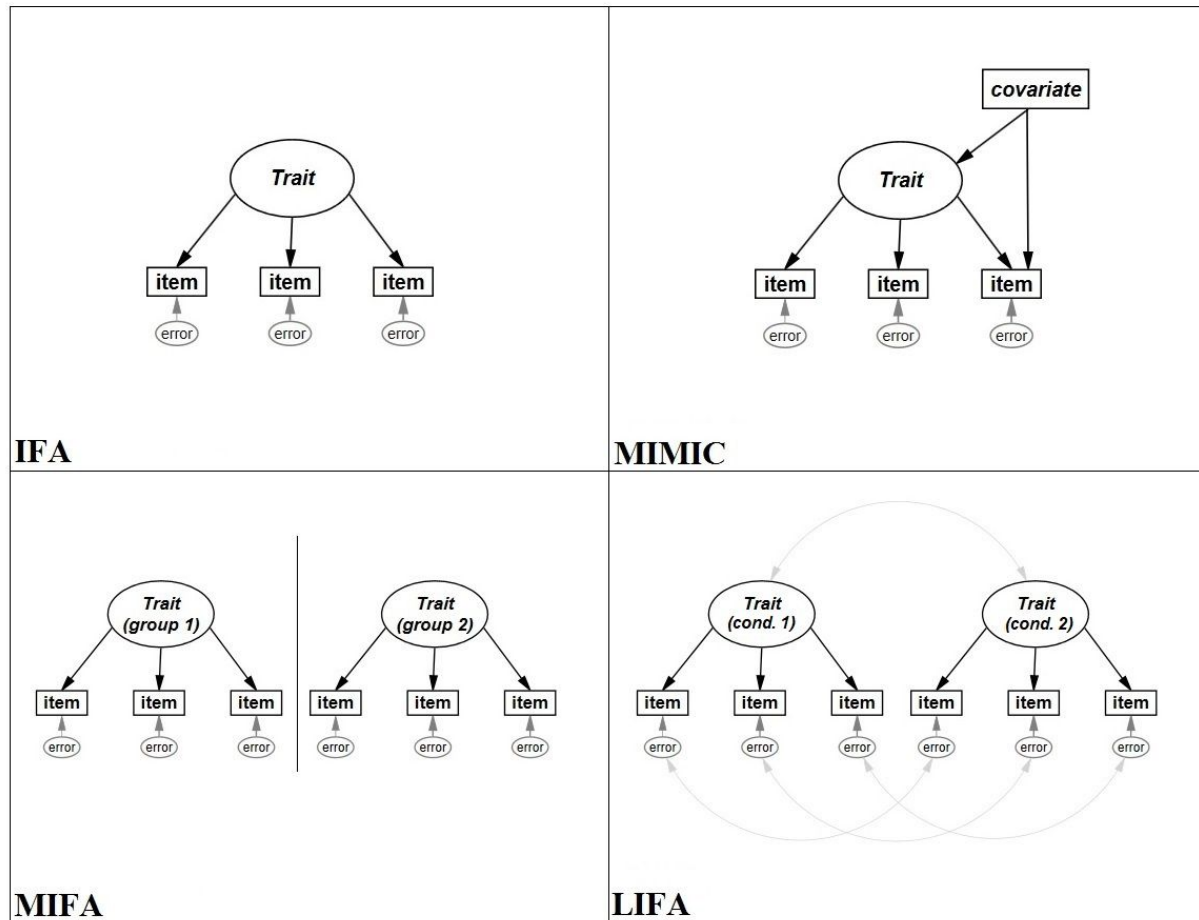 Trait
item item item
error error error
IFA
covariate
Trait
item item item
error error error
MIMIC
Trait
(group 1)
item item item
error error error
Trait
(group 2)
item item item
error error error
MIFA
Trait
(cond. 1)
item item item
error error error
Trait
(cond. 2)
item item item
error error error
LIFA